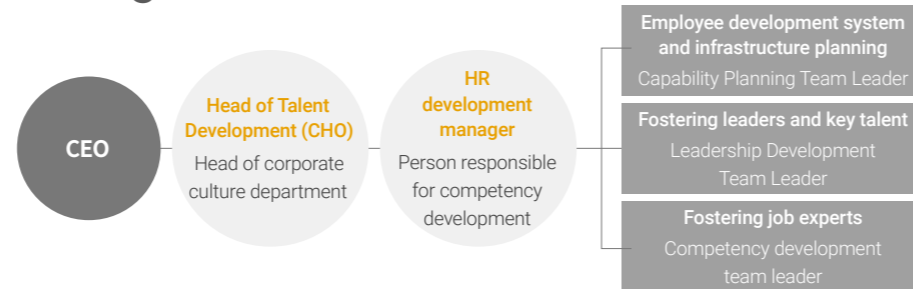 CEO
Head of Talent
Development (CHO)
Head of corporate
culture department
HR
development
manager
Person responsible
for competency
development
Employee development system
and infrastructure planning
Capability Planning Team Leader
Fostering leaders and key talent
Leadership Development
Team Leader
Fostering job experts
Competency development
team leader